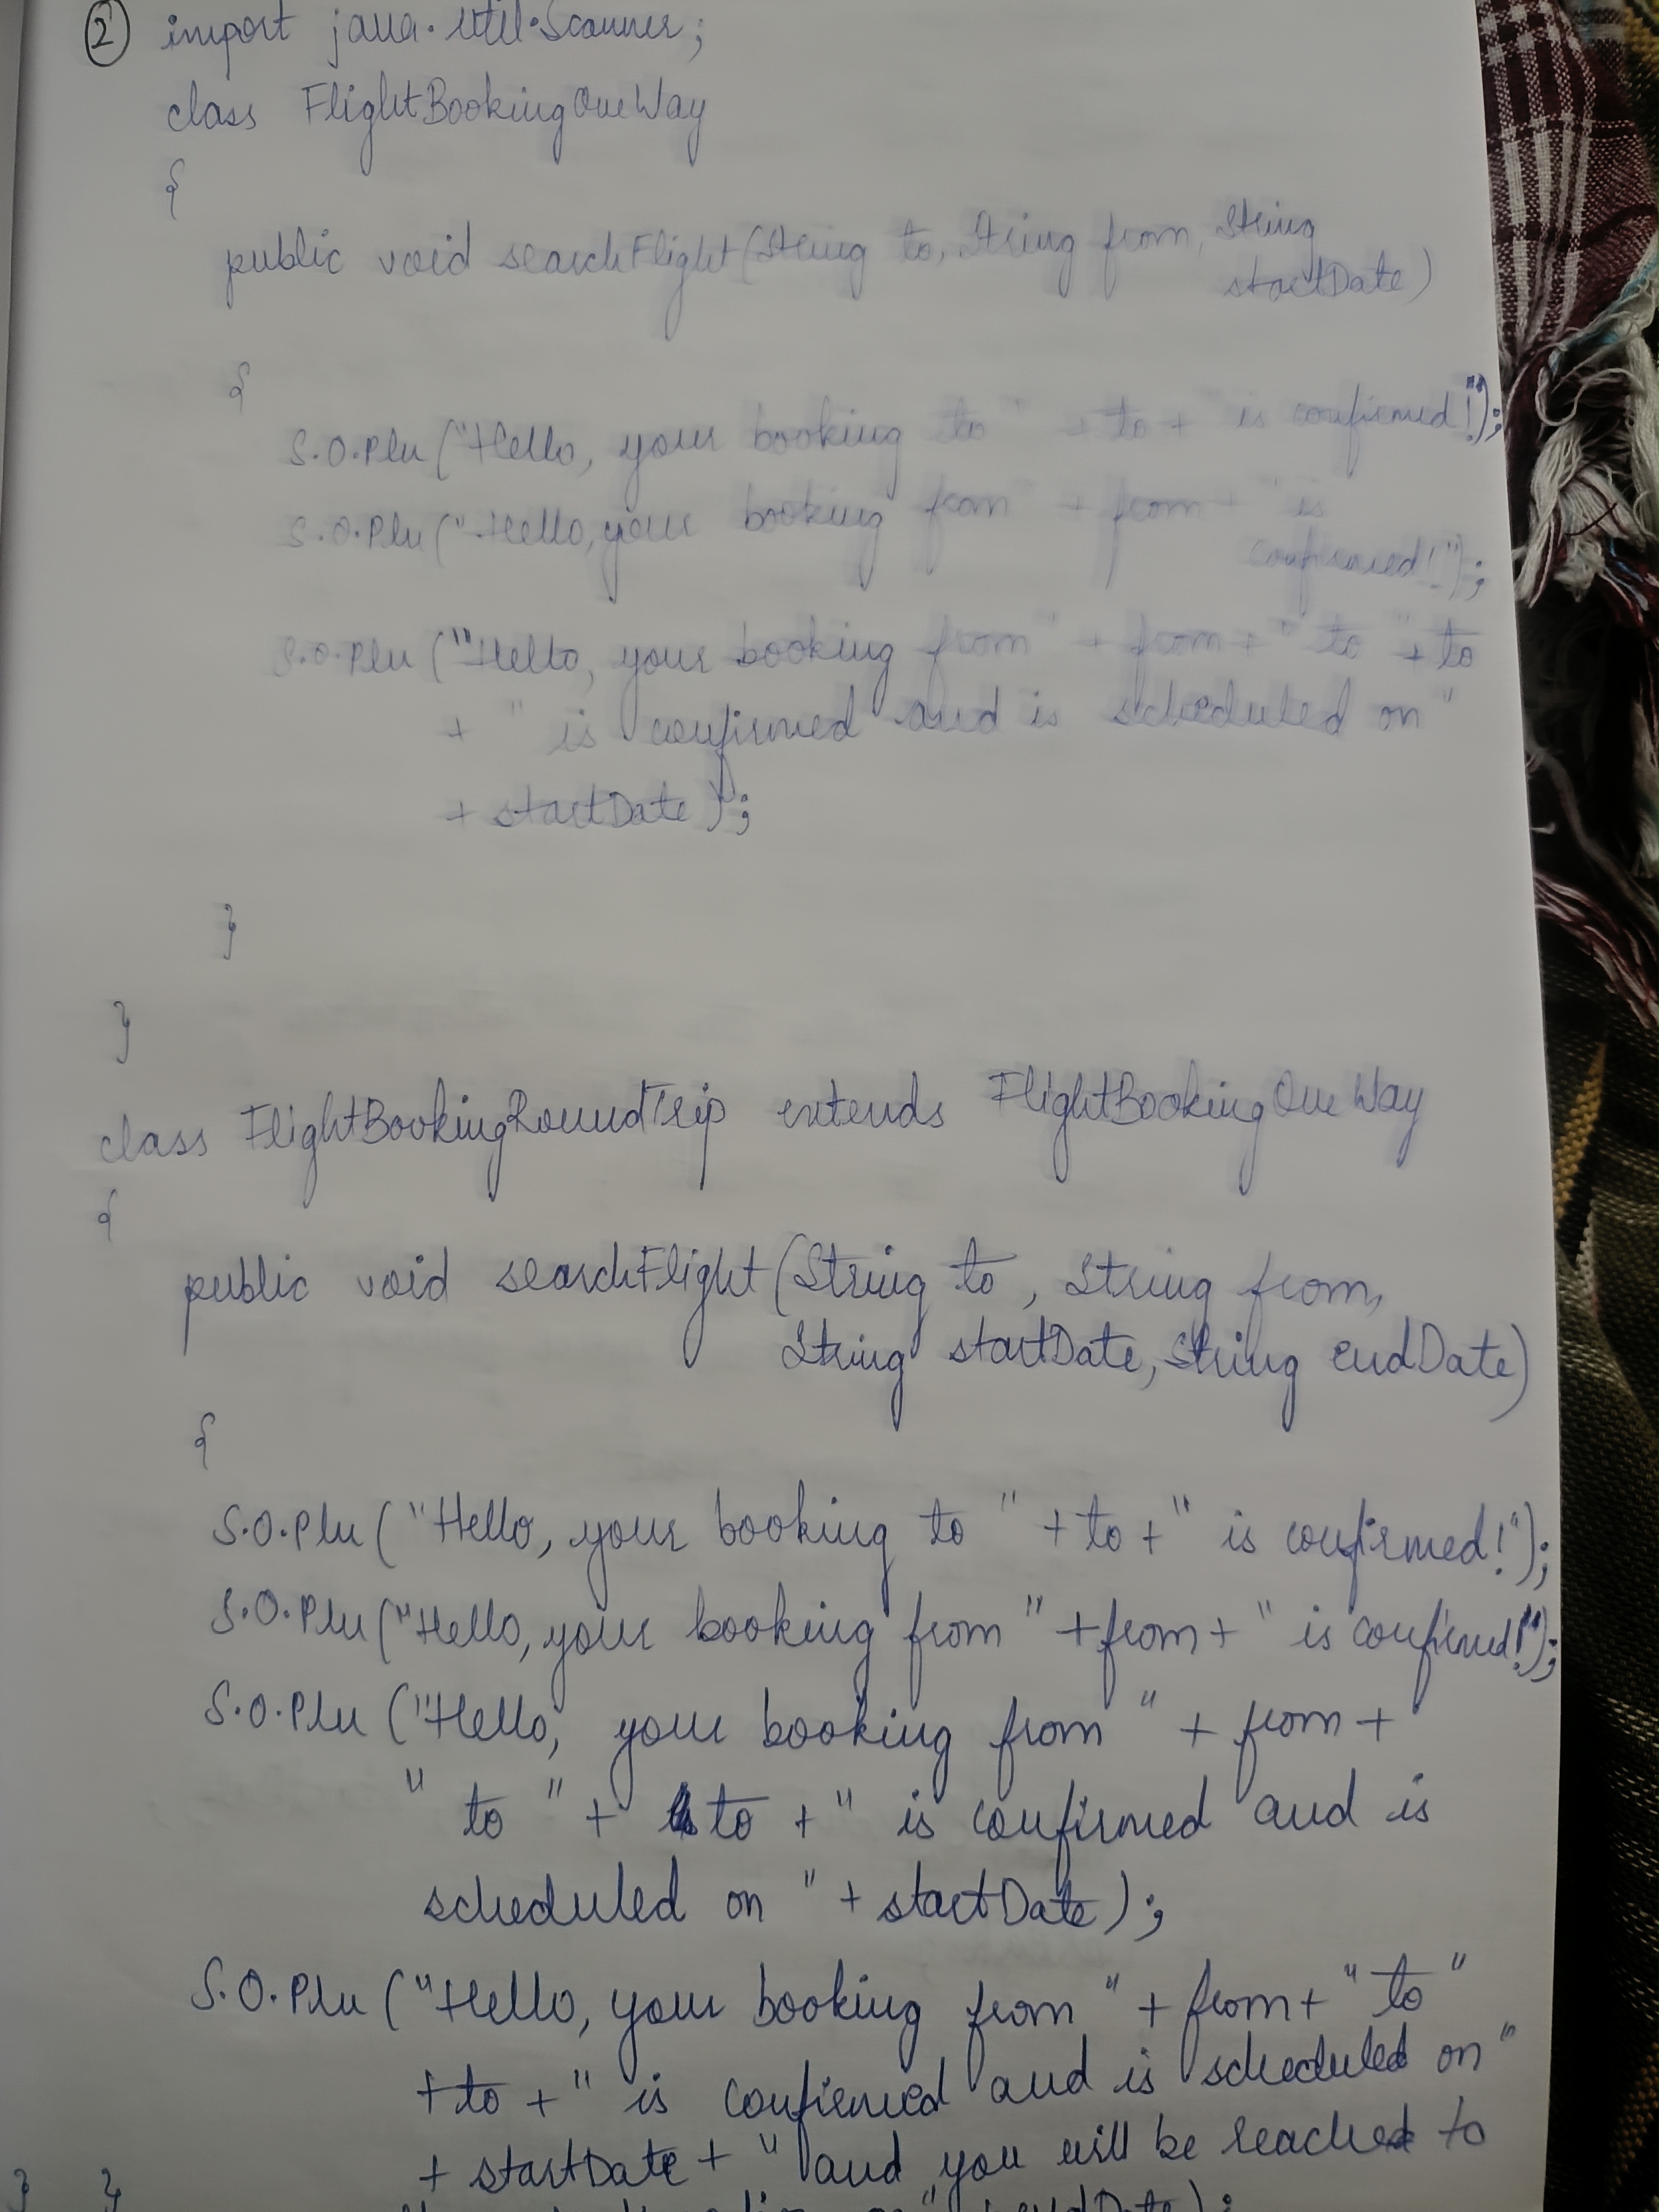 2 import java.util.Scanner;
class FlightBookingOneWay
{
public void searchFlight(String to, String from, String
startDate)
{
S.O.Pln("Hello, your booking to " + to + " is confirmed!");
S.O.Pln("Hello, your booking from " + from + " is
confirmed!");
S.O.Pln("Hello, your booking from " + from + " to " + to
+ " is confirmed and is scheduled on "
+ startDate);
}
}
class FlightBookingRoundTrip extends FlightBookingOneWay
{
public void searchFlight(String to, String from,
String startDate, String endDate)
{
S.O.Pln("Hello, your booking to " + to + " is confirmed!");
S.O.Pln("Hello, your booking from " + from + " is confirmed!");
S.O.Pln("Hello, your booking from " + from +
" to " + to + " is confirmed and is
scheduled on " + startDate);
S.O.Pln("Hello, your booking from " + from + " to "
+ to + " is confirmed and is scheduled on "
+ startDate + " and you will be reached to
} } " + endDate);